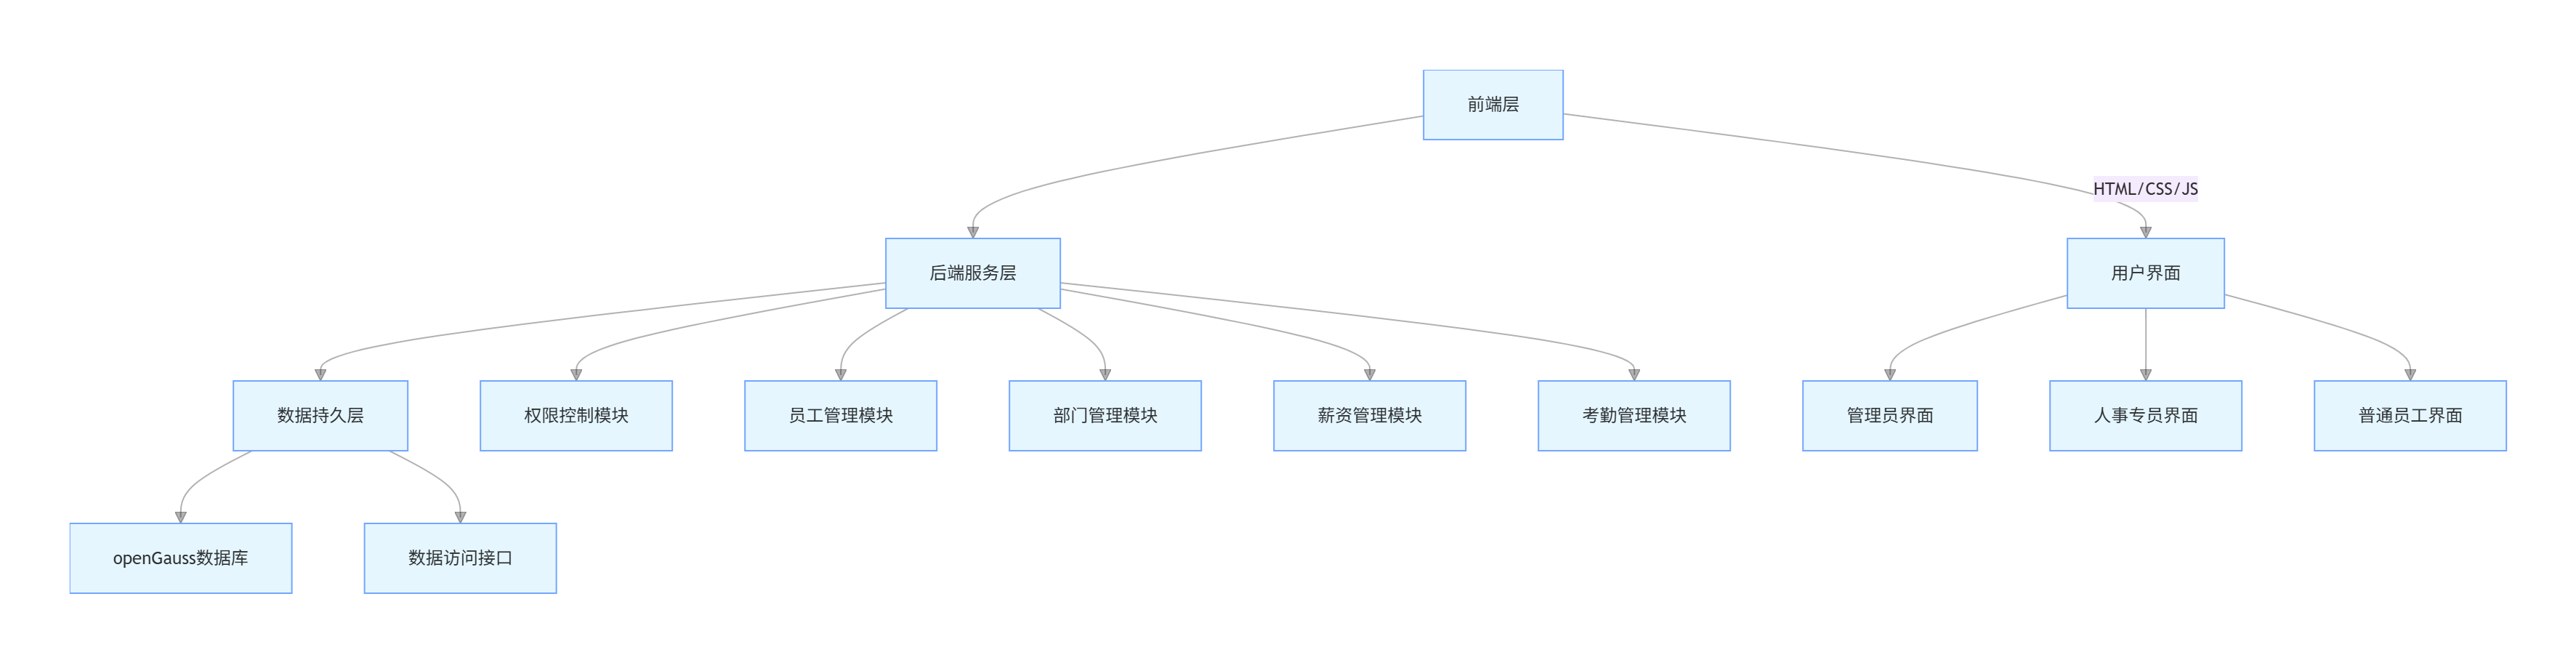 前端层
HTML/CSS/JS
后端服务层
用户界面
数据持久层
权限控制模块
员工管理模块
部门管理模块
薪资管理模块
考勤管理模块
管理员界面
人事专员界面
普通员工界面
openGauss数据库
数据访问接口